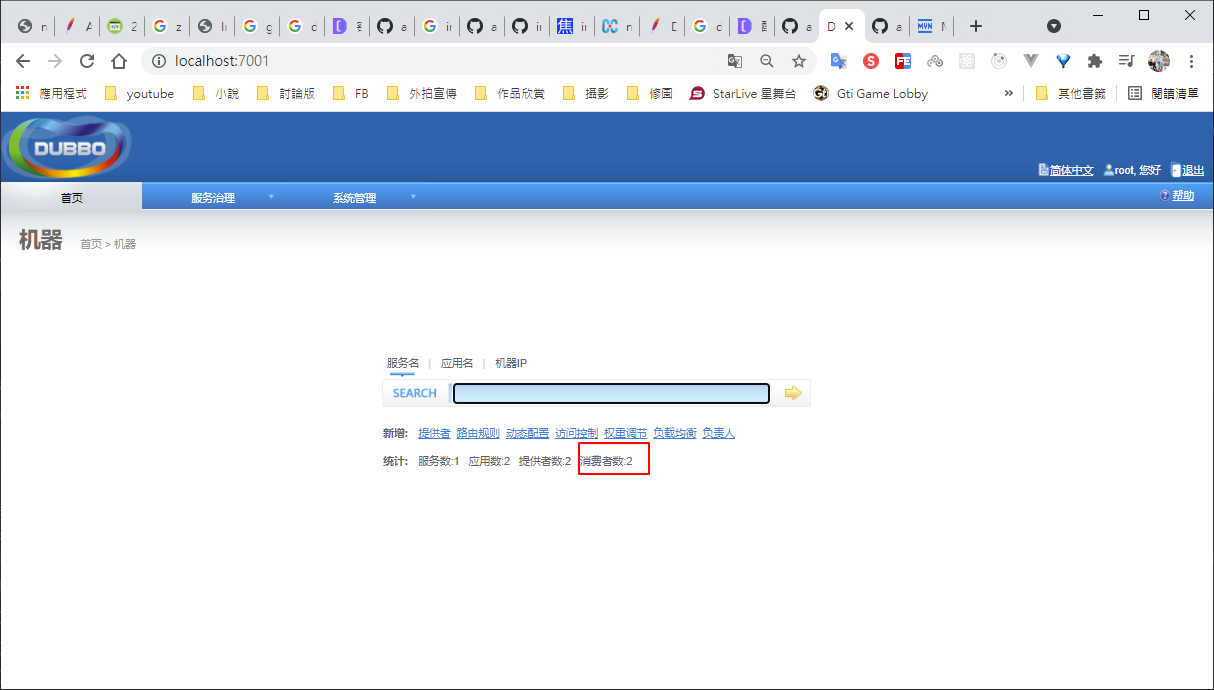 localhost:7001
應用程式 youtube 小說 討論版 FB 外拍宣傳 作品欣賞 攝影 修圖 StarLive 星舞台 Gti Game Lobby » 其他書籤 閱讀清單
DUBBO
简体中文 root, 您好 退出
首页 服务治理 系统管理 帮助
机器 首页 > 机器
服务名 | 应用名 | 机器IP
SEARCH
新增: 提供者 路由规则 动态配置 访问控制 权重调节 负载均衡 负责人
统计: 服务数:1 应用数:2 提供者数:2 消费者数:2